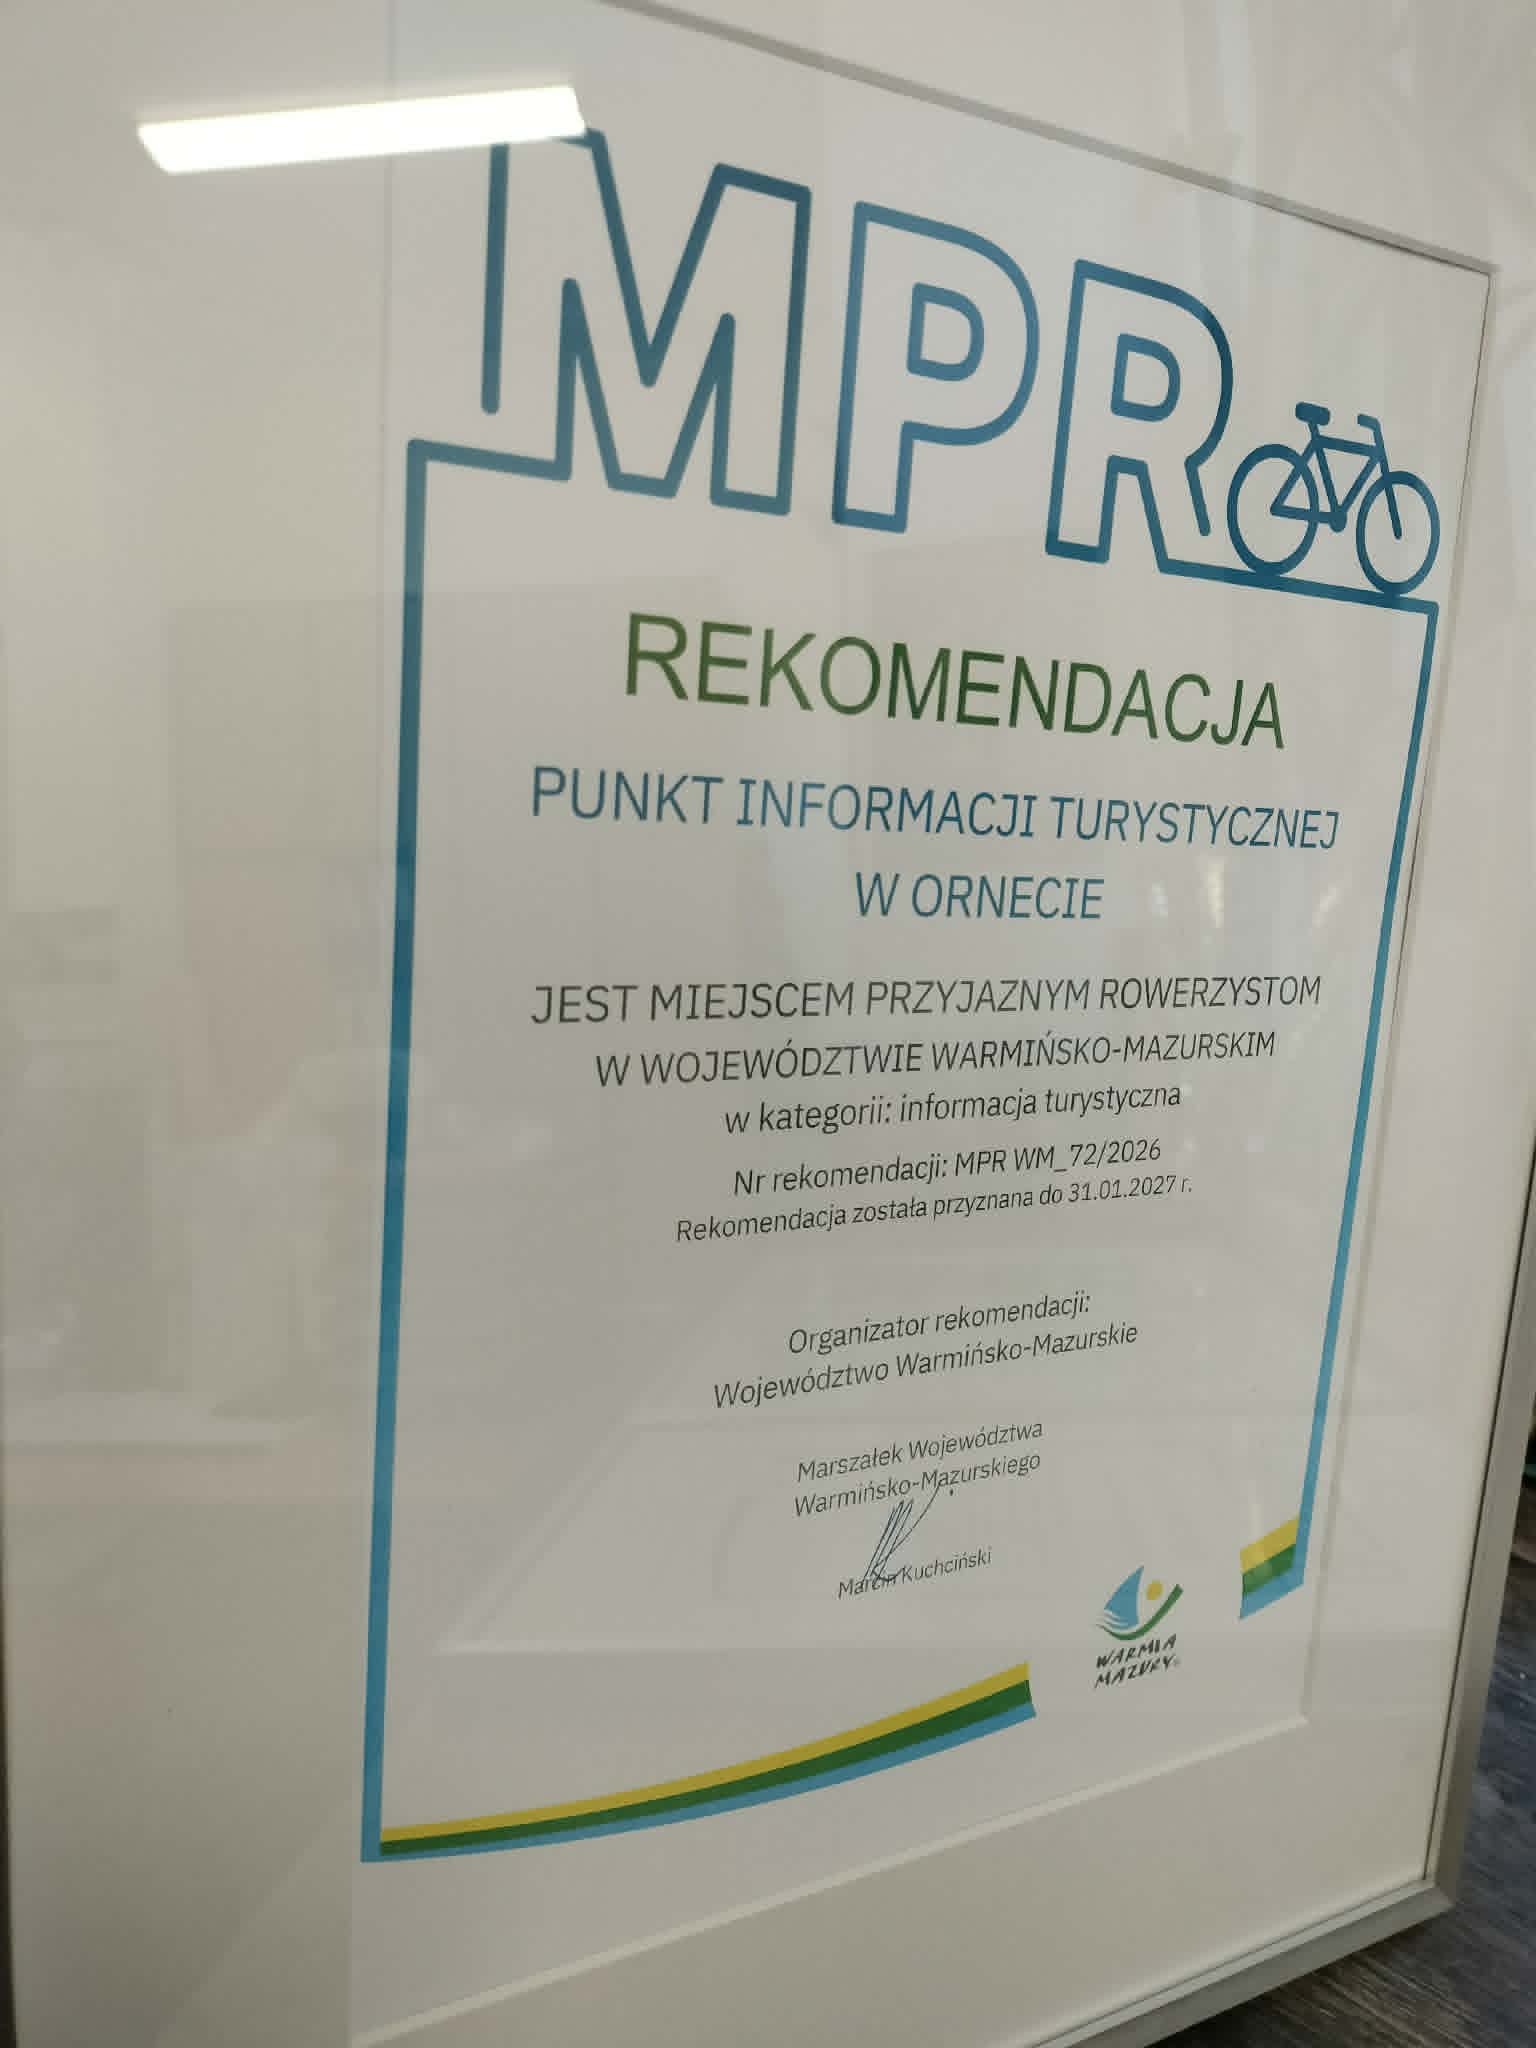 MPR
REKOMENDACJA
PUNKT INFORMACJI TURYSTYCZNEJ
W ORNECIE
JEST MIEJSCEM PRZYJAZNYM ROWERZYSTOM
W WOJEWÓDZTWIE WARMIŃSKO-MAZURSKIM
w kategorii: informacja turystyczna
Nr rekomendacji: MPR WM_72/2026
Rekomendacja została przyznana do 31.01.2027 r.
Organizator rekomendacji:
Województwo Warmińsko-Mazurskie
Marszałek Województwa
Warmińsko-Mazurskiego
Marcin Kuchciński
WARMIA
MAZURY